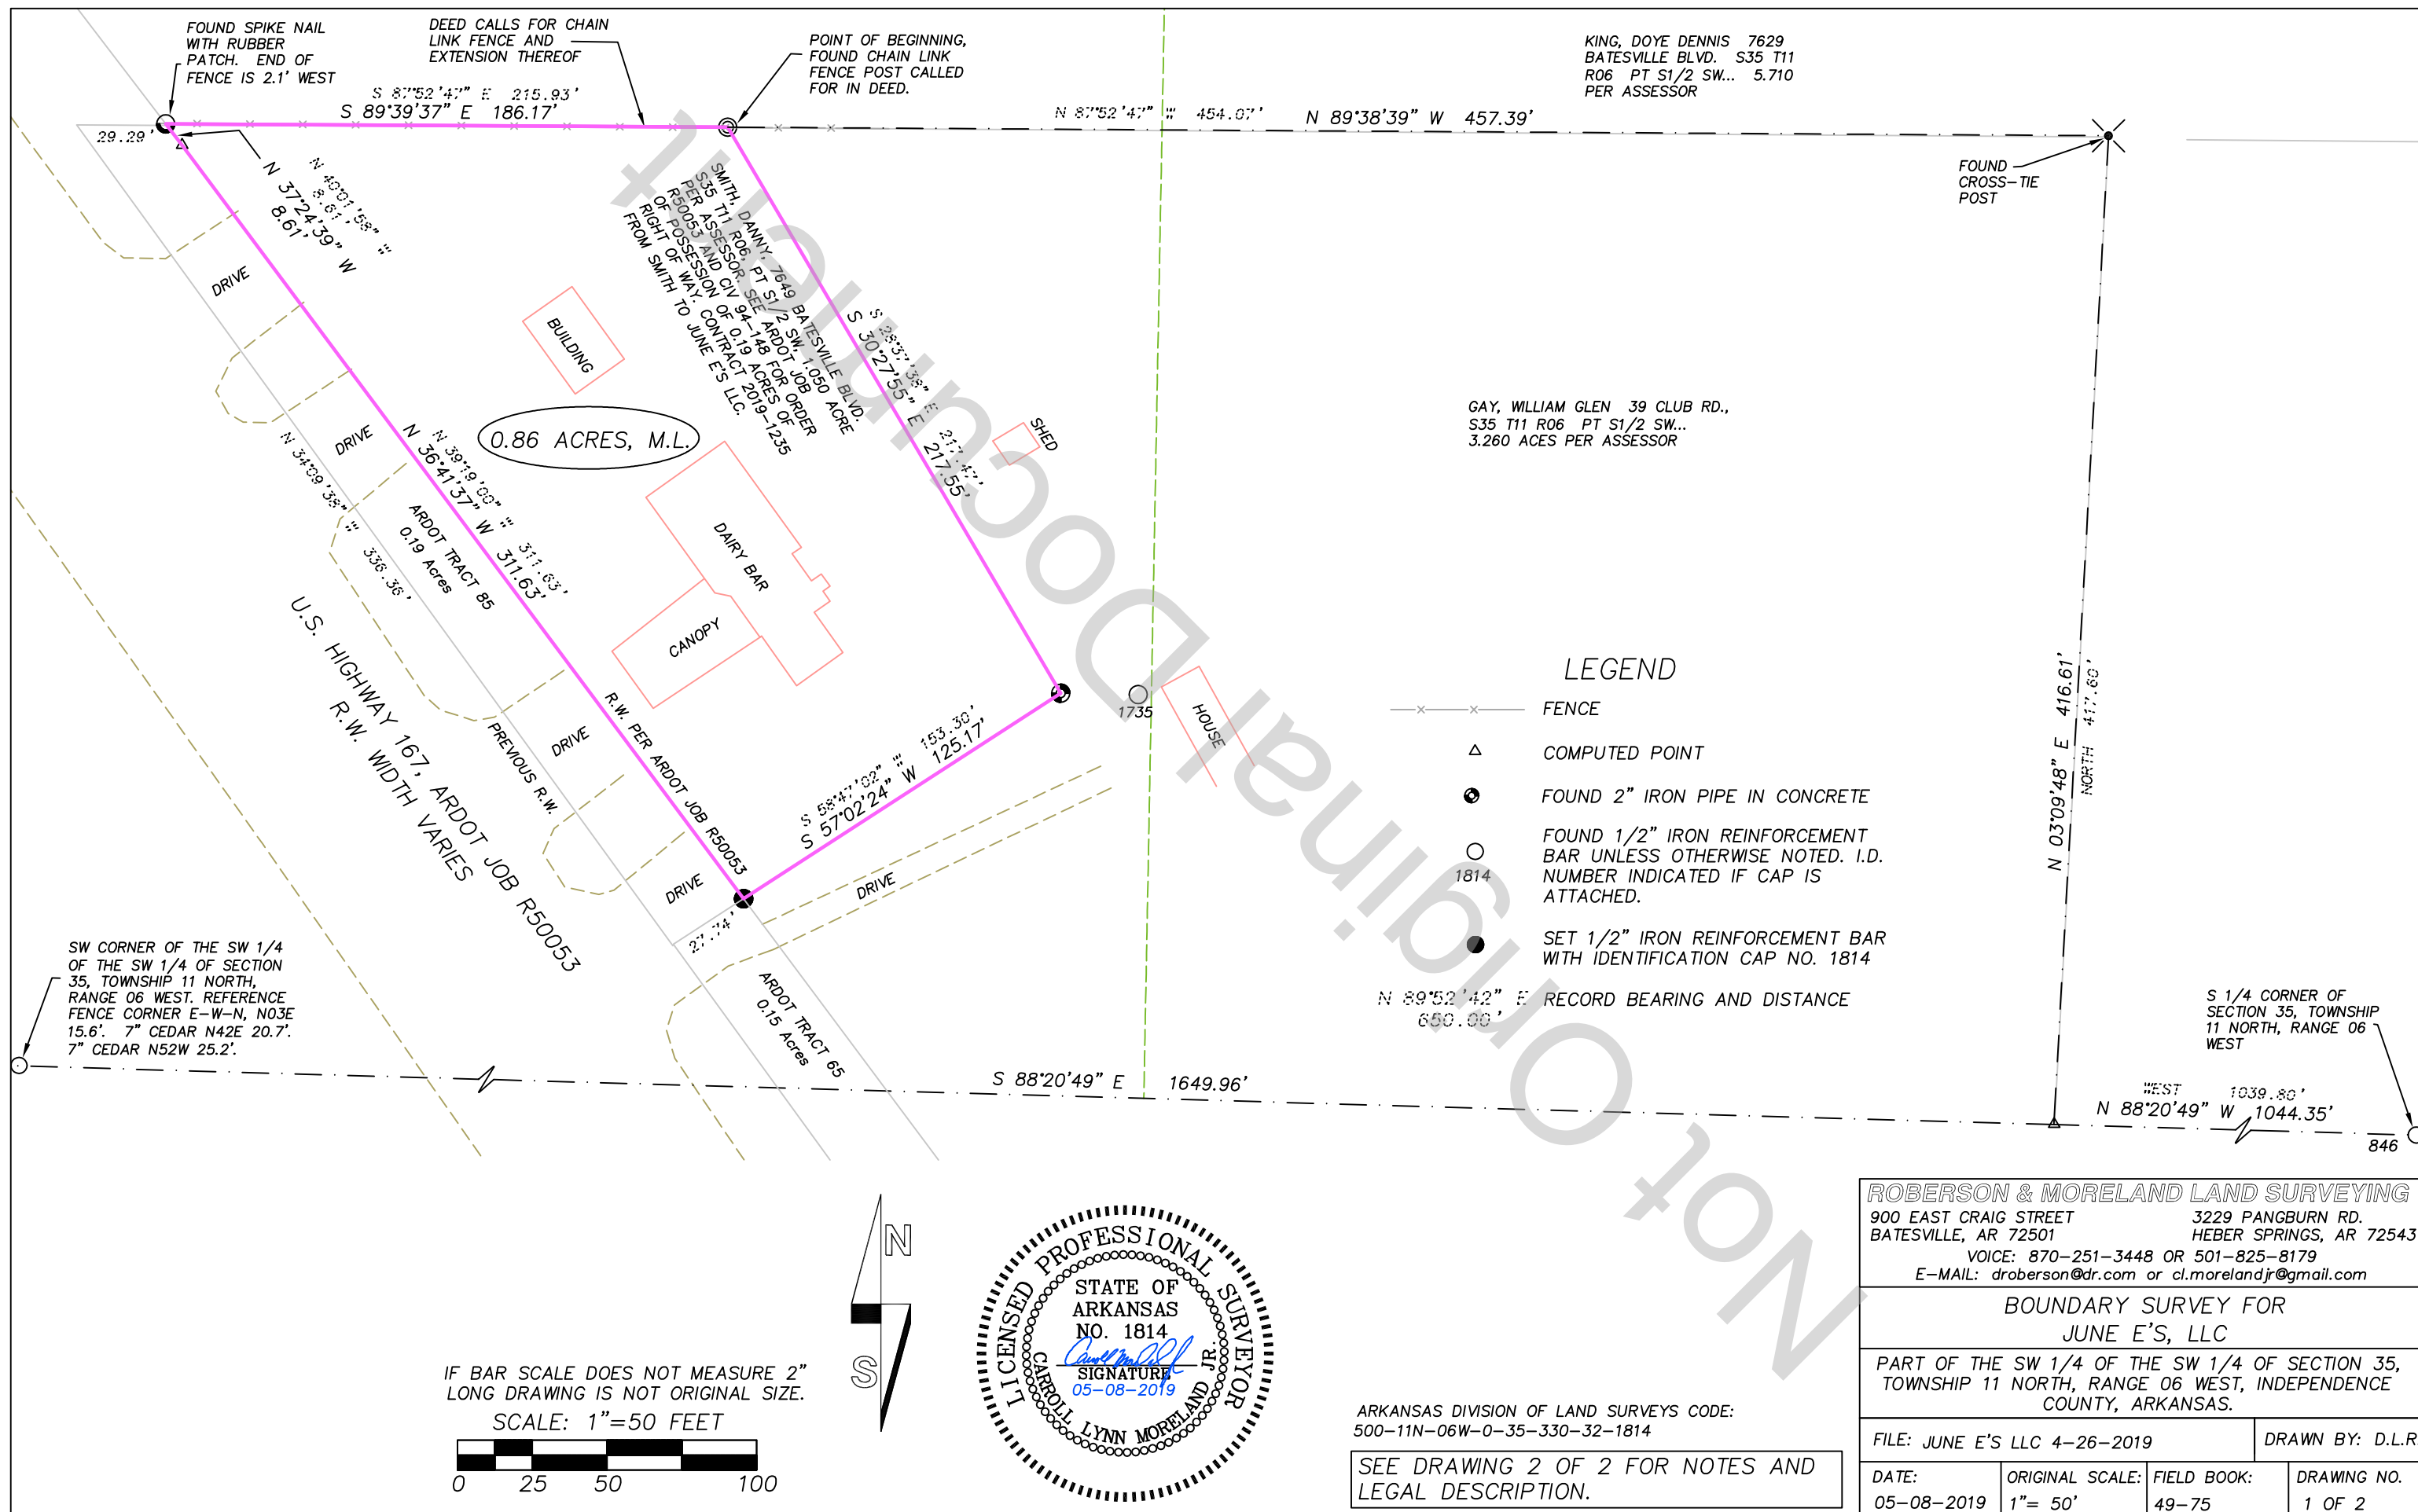 FOUND SPIKE NAIL
WITH RUBBER
PATCH. END OF
FENCE IS 2.1' WEST
DEED CALLS FOR CHAIN
LINK FENCE AND
EXTENSION THEREOF
POINT OF BEGINNING,
FOUND CHAIN LINK
FENCE POST CALLED
FOR IN DEED.
KING, DOYE DENNIS 7629
BATESVILLE BLVD. S35 T11
R06 PT S1/2 SW... 5.710
PER ASSESSOR
S 87°52'47" E 215.93'
S 89°39'37" E 186.17'
N 87°52'47" W 454.07'
N 89°38'39" W 457.39'
29.29'
FOUND
CROSS-TIE
POST
N 40°01'58" W
8.61'
N 37°24'39" W
8.61'
SMITH, DANNY, 7649 BATESVILLE BLVD.
S35 T11 R06, PT S1/2 SW, 1.050 ACRE
PER ASSESSOR. SEE ARDOT JOB
R50053 AND CIV 94-148 FOR ORDER
OF POSSESSION OF 0.19 ACRES OF
RIGHT OF WAY. CONTRACT 2019-1235
FROM SMITH TO JUNE E'S LLC.
DRIVE
BUILDING
S 28°37'38" E 217.47'
S 30°27'55" E 217.55'
0.86 ACRES, M.L.
DRIVE
SHED
GAY, WILLIAM GLEN 39 CLUB RD.,
S35 T11 R06 PT S1/2 SW...
3.260 ACES PER ASSESSOR
N 34°09'38" W 336.36'
N 39°19'00" W 311.63'
N 36°41'37" W 311.63'
ARDOT TRACT 85
0.19 Acres
DAIRY BAR
CANOPY
U.S. HIGHWAY 167, ARDOT JOB R50053
R.W. WIDTH VARIES
PREVIOUS R.W.
DRIVE
R.W. PER ARDOT JOB R50053
1735
HOUSE
S 58°47'02" W 153.30'
S 57°02'24" W 125.17'
DRIVE
DRIVE
27.74'
ARDOT TRACT 65
0.15 Acres
N 03°09'48" E 416.61'
NORTH 417.60'
LEGEND
FENCE
COMPUTED POINT
FOUND 2" IRON PIPE IN CONCRETE
FOUND 1/2" IRON REINFORCEMENT
BAR UNLESS OTHERWISE NOTED. I.D.
1814 NUMBER INDICATED IF CAP IS
ATTACHED.
SET 1/2" IRON REINFORCEMENT BAR
WITH IDENTIFICATION CAP NO. 1814
N 89°52'42" E RECORD BEARING AND DISTANCE
650.00'
SW CORNER OF THE SW 1/4
OF THE SW 1/4 OF SECTION
35, TOWNSHIP 11 NORTH,
RANGE 06 WEST. REFERENCE
FENCE CORNER E-W-N, N03E
15.6'. 7" CEDAR N42E 20.7'.
7" CEDAR N52W 25.2'.
S 1/4 CORNER OF
SECTION 35, TOWNSHIP
11 NORTH, RANGE 06
WEST
S 88°20'49" E 1649.96'
WEST 1039.80'
N 88°20'49" W 1044.35'
846
Not Original Document
N
S
IF BAR SCALE DOES NOT MEASURE 2"
LONG DRAWING IS NOT ORIGINAL SIZE.
SCALE: 1"=50 FEET
0 25 50 100
LICENSED PROFESSIONAL SURVEYOR
STATE OF
ARKANSAS
NO. 1814
SIGNATURE
05-08-2019
CARROLL LYNN MORELAND JR.
ARKANSAS DIVISION OF LAND SURVEYS CODE:
500-11N-06W-0-35-330-32-1814
SEE DRAWING 2 OF 2 FOR NOTES AND
LEGAL DESCRIPTION.
ROBERSON & MORELAND LAND SURVEYING
900 EAST CRAIG STREET 3229 PANGBURN RD.
BATESVILLE, AR 72501 HEBER SPRINGS, AR 72543
VOICE: 870-251-3448 OR 501-825-8179
E-MAIL: droberson@dr.com or cl.morelandjr@gmail.com
BOUNDARY SURVEY FOR
JUNE E'S, LLC
PART OF THE SW 1/4 OF THE SW 1/4 OF SECTION 35,
TOWNSHIP 11 NORTH, RANGE 06 WEST, INDEPENDENCE
COUNTY, ARKANSAS.
FILE: JUNE E'S LLC 4-26-2019 DRAWN BY: D.L.R.
DATE: ORIGINAL SCALE: FIELD BOOK: DRAWING NO.
05-08-2019 1"= 50' 49-75 1 OF 2